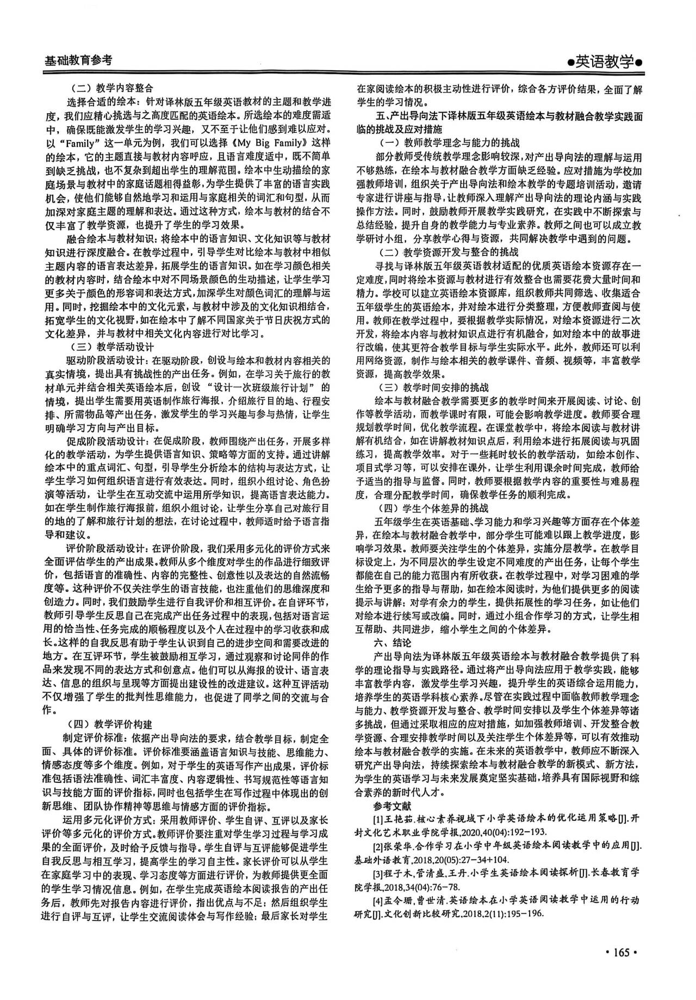 基础教育参考
●英语教学●
（二）教学内容整合
选择合适的绘本：针对译林版五年级英语教材的主题和教学进
度，我们应精心挑选与之高度匹配的英语绘本。所选绘本的难度需适
中，确保既能激发学生的学习兴趣，又不至于让他们感到难以应对。
以“Family”这一单元为例，我们可以选择《My Big Family》这样
的绘本，它的主题直接与教材内容呼应，且语言难度适中，既不简单
到缺乏挑战，也不复杂到超出学生的理解范围。绘本中生动描绘的家
庭场景与教材中的家庭话题相得益彰，为学生提供了丰富的语言实践
机会，使他们能够自然地学习和运用与家庭相关的词汇和句型，从而
加深对家庭主题的理解和表达。通过这种方式，绘本与教材的结合不
仅丰富了教学资源，也提升了学生的学习效果。
融合绘本与教材知识：将绘本中的语言知识、文化知识等与教材
知识进行深度融合。在教学过程中，引导学生对比绘本与教材中相似
主题内容的语言表达差异，拓展学生的语言知识。如在学习颜色相关
的教材内容时，结合绘本中对不同场景颜色的生动描述，让学生学习
更多关于颜色的形容词和表达方式，加深学生对颜色词汇的理解与运
用。同时，挖掘绘本中的文化元素，与教材中涉及的文化知识相结合，
拓宽学生的文化视野，如在绘本中了解不同国家关于节日庆祝方式的
文化差异，并与教材中相关文化内容进行对比学习。
（三）教学活动设计
驱动阶段活动设计：在驱动阶段，创设与绘本和教材内容相关的
真实情境，提出具有挑战性的产出任务。例如，在学习关于旅行的教
材单元并结合相关英语绘本后，创设“设计一次班级旅行计划”的
情境，提出学生需要用英语制作旅行海报，介绍旅行目的地、行程安
排、所需物品等产出任务，激发学生的学习兴趣与参与热情，让学生
明确学习方向与产出目标。
促成阶段活动设计：在促成阶段，教师围绕产出任务，开展多样
化的教学活动，为学生提供语言知识、策略等方面的支持。通过讲解
绘本中的重点词汇、句型，引导学生分析绘本的结构与表达方式，让
学生学习如何组织语言进行有效表达。同时，组织小组讨论、角色扮
演等活动，让学生在互动交流中运用所学知识，提高语言表达能力。
如在学生制作旅行海报前，组织小组讨论，让学生分享自己对旅行目
的地的了解和旅行计划的想法，在讨论过程中，教师适时给予语言指
导和建议。
评价阶段活动设计：在评价阶段，我们采用多元化的评价方式来
全面评估学生的产出成果。教师从多个维度对学生的作品进行细致评
价，包括语言的准确性、内容的完整性、创意性以及表达的自然流畅
度等。这种评价不仅关注学生的语言技能，也注重他们的思维深度和
创造力。同时，我们鼓励学生进行自我评价和相互评价。在自评环节，
教师引导学生反思自己在完成产出任务过程中的表现，包括对语言运
用的恰当性、任务完成的顺畅程度以及个人在过程中的学习收获和成
长。这样的自我反思有助于学生认识到自己的进步空间和需要改进的
地方。在互评环节，学生被鼓励相互学习，通过观察和讨论同伴的作
品来发现不同的表达方式和创意点。他们可以从海报的设计、语言表
达、信息的组织与呈现等方面提出建设性的改进建议。这种互评活动
不仅增强了学生的批判性思维能力，也促进了同学之间的交流与合
作。
（四）教学评价构建
制定评价标准：依据产出导向法的要求，结合教学目标，制定全
面、具体的评价标准。评价标准要涵盖语言知识与技能、思维能力、
情感态度等多个维度。例如，对于学生的英语写作产出成果，评价标
准包括语法准确性、词汇丰富度、内容逻辑性、书写规范性等语言知
识与技能方面的评价指标，同时也包括学生在写作过程中体现出的创
新思维、团队协作精神等思维与情感方面的评价指标。
运用多元化评价方式：采用教师评价、学生自评、互评以及家长
评价等多元化的评价方式。教师评价要注重对学生学习过程与学习成
果的全面评价，及时给予反馈与指导。学生自评与互评能够促进学生
自我反思与相互学习，提高学生的学习自主性。家长评价可以从学生
在家庭学习中的表现、学习态度等方面进行评价，为教师提供更全面
的学生学习情况信息。例如，在学生完成英语绘本阅读报告的产出任
务后，教师先对报告内容进行评价，指出优点与不足；然后组织学生
进行自评与互评，让学生交流阅读体会与写作经验；最后家长对学生
在家阅读绘本的积极主动性进行评价，综合各方评价结果，全面了解
学生的学习情况。
五、产出导向法下译林版五年级英语绘本与教材融合教学实践面
临的挑战及应对措施
（一）教师教学理念与能力的挑战
部分教师受传统教学理念影响较深，对产出导向法的理解与运用
不够熟练，在绘本与教材融合教学方面缺乏经验。应对措施为学校加
强教师培训，组织关于产出导向法和绘本教学的专题培训活动，邀请
专家进行讲座与指导，让教师深入理解产出导向法的理论内涵与实践
操作方法。同时，鼓励教师开展教学实践研究，在实践中不断探索与
总结经验，提升自身的教学能力与专业素养。教师之间也可以成立教
学研讨小组，分享教学心得与资源，共同解决教学中遇到的问题。
（二）教学资源开发与整合的挑战
寻找与译林版五年级英语教材适配的优质英语绘本资源存在一
定难度，同时将绘本资源与教材进行有效整合也需要花费大量时间和
精力。学校可以建立英语绘本资源库，组织教师共同筛选、收集适合
五年级学生的英语绘本，并对绘本进行分类整理，方便教师查阅与使
用。教师在教学过程中，要根据教学实际情况，对绘本资源进行二次
开发，将绘本内容与教材知识点进行有机融合，如对绘本中的故事进
行改编，使其更符合教学目标与学生实际水平。此外，教师还可以利
用网络资源，制作与绘本相关的教学课件、音频、视频等，丰富教学
资源，提高教学效果。
（三）教学时间安排的挑战
绘本与教材融合教学需要更多的教学时间来开展阅读、讨论、创
作等教学活动，而教学课时有限，可能会影响教学进度。教师要合理
规划教学时间，优化教学流程。在课堂教学中，将绘本阅读与教材讲
解有机结合，如在讲解教材知识点后，利用绘本进行拓展阅读与巩固
练习，提高教学效率。对于一些耗时较长的教学活动，如绘本创作、
项目式学习等，可以安排在课外，让学生利用课余时间完成，教师给
予适当的指导与监督。同时，教师要根据教学内容的重要性与难易程
度，合理分配教学时间，确保教学任务的顺利完成。
（四）学生个体差异的挑战
五年级学生在英语基础、学习能力和学习兴趣等方面存在个体差
异，在绘本与教材融合教学中，部分学生可能难以跟上教学进度，影
响学习效果。教师要关注学生的个体差异，实施分层教学。在教学目
标设定上，为不同层次的学生设定不同难度的产出任务，让每个学生
都能在自己的能力范围内有所收获。在教学过程中，对学习困难的学
生给予更多的指导与帮助，如在绘本阅读时，为他们提供更多的阅读
提示与讲解；对学有余力的学生，提供拓展性的学习任务，如让他们
对绘本进行续写或改编。同时，通过小组合作学习的方式，让学生相
互帮助、共同进步，缩小学生之间的个体差异。
六、结论
产出导向法为译林版五年级英语绘本与教材融合教学提供了科
学的理论指导与实践路径。通过将产出导向法应用于教学实践，能够
丰富教学内容，激发学生学习兴趣，提升学生的英语综合运用能力，
培养学生的英语学科核心素养。尽管在实践过程中面临教师教学理念
与能力、教学资源开发与整合、教学时间安排以及学生个体差异等诸
多挑战，但通过采取相应的应对措施，如加强教师培训、开发整合教
学资源、合理安排教学时间以及关注学生个体差异等，可以有效推动
绘本与教材融合教学的实施。在未来的英语教学中，教师应不断深入
研究产出导向法，持续探索绘本与教材融合教学的新模式、新方法，
为学生的英语学习与未来发展奠定坚实基础，培养具有国际视野和综
合素养的新时代人才。
参考文献
[1]王艳茹.核心素养视域下小学英语绘本的优化运用策略[J].开
封文化艺术职业学院学报,2020,40(04):192-193.
[2]张荣华.合作学习在小学中年级英语绘本阅读教学中的应用[J].
基础外语教育,2018,20(05):27-34+104.
[3]程子木,管清盛,王丹.小学生英语绘本阅读探析[J].长春教育学
院学报,2018,34(04):76-78.
[4]孟令珊,曹世清.英语绘本在小学英语阅读教学中运用的行动
研究[J].文化创新比较研究,2018,2(11):195-196.
·165·